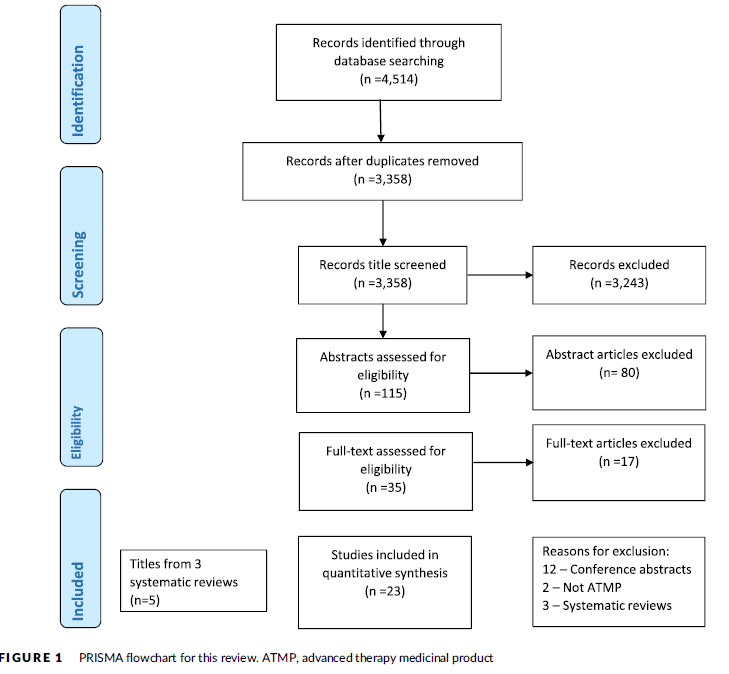 Identification
Records identified through
database searching
(n =4,514)
Records after duplicates removed
(n =3,358)
Screening
Records title screened
(n =3,358)
Records excluded
(n =3,243)
Eligibility
Abstracts assessed for
eligibility
(n =115)
Abstract articles excluded
(n= 80)
Full-text assessed for
eligibility
(n =35)
Full-text articles excluded
(n =17)
Included
Titles from 3
systematic reviews
(n=5)
Studies included in
quantitative synthesis
(n =23)
Reasons for exclusion:
12 – Conference abstracts
2 – Not ATMP
3 – Systematic reviews
FIGURE 1 PRISMA flowchart for this review. ATMP, advanced therapy medicinal product